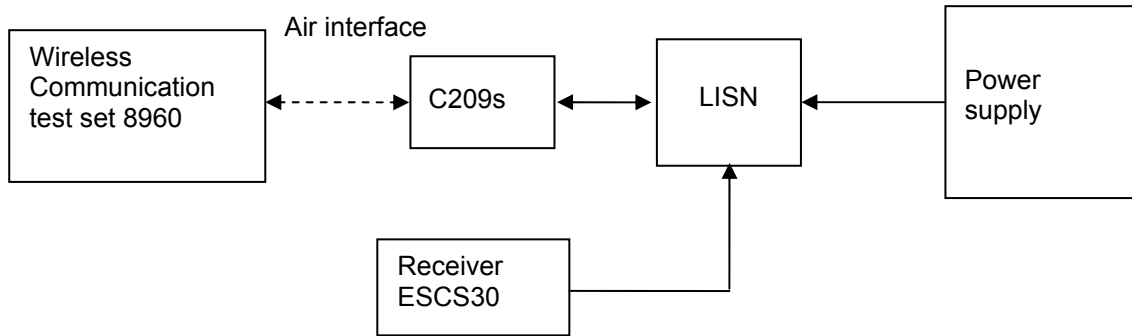 Air interface
Wireless
Communication
test set 8960
C209s
LISN
Power
supply
Receiver
ESCS30